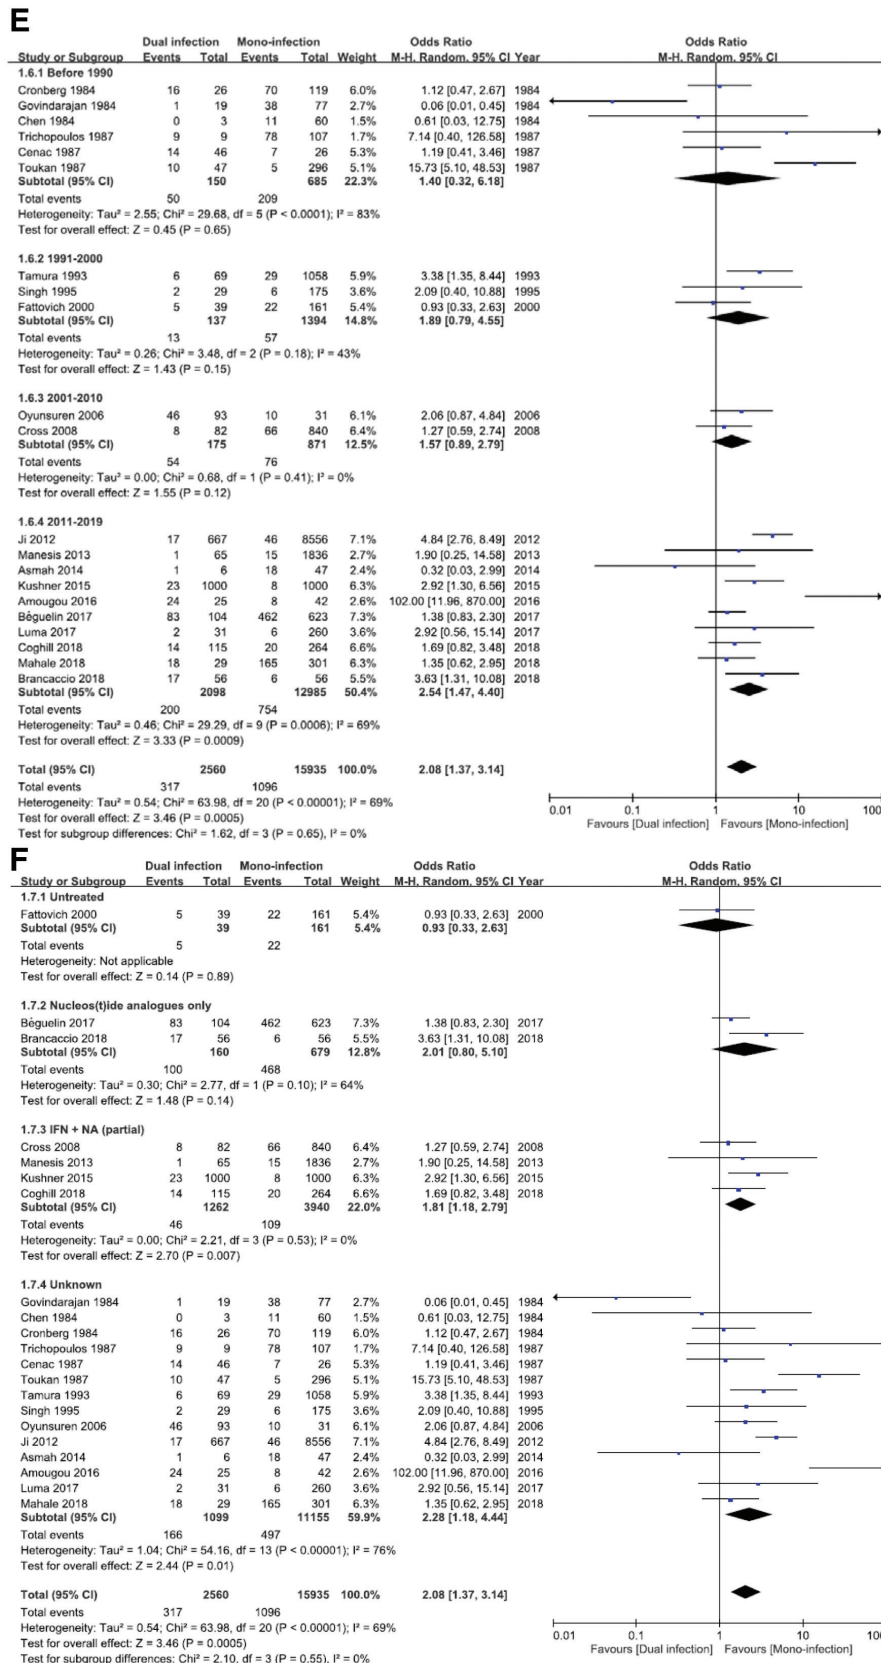 E
Dual infection Mono-infection Odds Ratio Odds Ratio
Study or Subgroup Events Total Events Total Weight M-H. Random. 95% CI Year M-H. Random. 95% CI
1.6.1 Before 1990
Cronberg 1984 16 26 70 119 6.0% 1.12 [0.47, 2.67] 1984
Govindarajan 1984 1 19 38 77 2.7% 0.06 [0.01, 0.45] 1984
Chen 1984 0 3 11 60 1.5% 0.61 [0.03, 12.75] 1984
Trichopoulos 1987 9 9 78 107 1.7% 7.14 [0.40, 126.58] 1987
Cenac 1987 14 46 7 26 5.3% 1.19 [0.41, 3.46] 1987
Toukan 1987 10 47 5 296 5.1% 15.73 [5.10, 48.53] 1987
Subtotal (95% CI) 150 685 22.3% 1.40 [0.32, 6.18]
Total events 50 209
Heterogeneity: Tau² = 2.55; Chi² = 29.68, df = 5 (P < 0.0001); I² = 83%
Test for overall effect: Z = 0.45 (P = 0.65)
1.6.2 1991-2000
Tamura 1993 6 69 29 1058 5.9% 3.38 [1.35, 8.44] 1993
Singh 1995 2 29 6 175 3.6% 2.09 [0.40, 10.88] 1995
Fattovich 2000 5 39 22 161 5.4% 0.93 [0.33, 2.63] 2000
Subtotal (95% CI) 137 1394 14.8% 1.89 [0.79, 4.55]
Total events 13 57
Heterogeneity: Tau² = 0.26; Chi² = 3.48, df = 2 (P = 0.18); I² = 43%
Test for overall effect: Z = 1.43 (P = 0.15)
1.6.3 2001-2010
Oyunsuren 2006 46 93 10 31 6.1% 2.06 [0.87, 4.84] 2006
Cross 2008 8 82 66 840 6.4% 1.27 [0.59, 2.74] 2008
Subtotal (95% CI) 175 871 12.5% 1.57 [0.89, 2.79]
Total events 54 76
Heterogeneity: Tau² = 0.00; Chi² = 0.68, df = 1 (P = 0.41); I² = 0%
Test for overall effect: Z = 1.55 (P = 0.12)
1.6.4 2011-2019
Ji 2012 17 667 46 8556 7.1% 4.84 [2.76, 8.49] 2012
Manesis 2013 1 65 15 1836 2.7% 1.90 [0.25, 14.58] 2013
Asmah 2014 1 6 18 47 2.4% 0.32 [0.03, 2.99] 2014
Kushner 2015 23 1000 8 1000 6.3% 2.92 [1.30, 6.56] 2015
Amougou 2016 24 25 8 42 2.6% 102.00 [11.96, 870.00] 2016
Béguelin 2017 83 104 462 623 7.3% 1.38 [0.83, 2.30] 2017
Luma 2017 2 31 6 260 3.6% 2.92 [0.56, 15.14] 2017
Coghill 2018 14 115 20 264 6.6% 1.69 [0.82, 3.48] 2018
Mahale 2018 18 29 165 301 6.3% 1.35 [0.62, 2.95] 2018
Brancaccio 2018 17 56 6 56 5.5% 3.63 [1.31, 10.08] 2018
Subtotal (95% CI) 2098 12985 50.4% 2.54 [1.47, 4.40]
Total events 200 754
Heterogeneity: Tau² = 0.46; Chi² = 29.29, df = 9 (P = 0.0006); I² = 69%
Test for overall effect: Z = 3.33 (P = 0.0009)
Total (95% CI) 2560 15935 100.0% 2.08 [1.37, 3.14]
Total events 317 1096
Heterogeneity: Tau² = 0.54; Chi² = 63.98, df = 20 (P < 0.00001); I² = 69%
Test for overall effect: Z = 3.46 (P = 0.0005)
Test for subgroup differences: Chi² = 1.62, df = 3 (P = 0.65), I² = 0%
0.01 0.1 1 10 100
Favours [Dual infection] Favours [Mono-infection]
F
Dual infection Mono-infection Odds Ratio Odds Ratio
Study or Subgroup Events Total Events Total Weight M-H. Random. 95% CI Year M-H. Random. 95% CI
1.7.1 Untreated
Fattovich 2000 5 39 22 161 5.4% 0.93 [0.33, 2.63] 2000
Subtotal (95% CI) 39 161 5.4% 0.93 [0.33, 2.63]
Total events 5 22
Heterogeneity: Not applicable
Test for overall effect: Z = 0.14 (P = 0.89)
1.7.2 Nucleos(t)ide analogues only
Béguelin 2017 83 104 462 623 7.3% 1.38 [0.83, 2.30] 2017
Brancaccio 2018 17 56 6 56 5.5% 3.63 [1.31, 10.08] 2018
Subtotal (95% CI) 160 679 12.8% 2.01 [0.80, 5.10]
Total events 100 468
Heterogeneity: Tau² = 0.30; Chi² = 2.77, df = 1 (P = 0.10); I² = 64%
Test for overall effect: Z = 1.48 (P = 0.14)
1.7.3 IFN + NA (partial)
Cross 2008 8 82 66 840 6.4% 1.27 [0.59, 2.74] 2008
Manesis 2013 1 65 15 1836 2.7% 1.90 [0.25, 14.58] 2013
Kushner 2015 23 1000 8 1000 6.3% 2.92 [1.30, 6.56] 2015
Coghill 2018 14 115 20 264 6.6% 1.69 [0.82, 3.48] 2018
Subtotal (95% CI) 1262 3940 22.0% 1.81 [1.18, 2.79]
Total events 46 109
Heterogeneity: Tau² = 0.00; Chi² = 2.21, df = 3 (P = 0.53); I² = 0%
Test for overall effect: Z = 2.70 (P = 0.007)
1.7.4 Unknown
Govindarajan 1984 1 19 38 77 2.7% 0.06 [0.01, 0.45] 1984
Chen 1984 0 3 11 60 1.5% 0.61 [0.03, 12.75] 1984
Cronberg 1984 16 26 70 119 6.0% 1.12 [0.47, 2.67] 1984
Trichopoulos 1987 9 9 78 107 1.7% 7.14 [0.40, 126.58] 1987
Cenac 1987 14 46 7 26 5.3% 1.19 [0.41, 3.46] 1987
Toukan 1987 10 47 5 296 5.1% 15.73 [5.10, 48.53] 1987
Tamura 1993 6 69 29 1058 5.9% 3.38 [1.35, 8.44] 1993
Singh 1995 2 29 6 175 3.6% 2.09 [0.40, 10.88] 1995
Oyunsuren 2006 46 93 10 31 6.1% 2.06 [0.87, 4.84] 2006
Ji 2012 17 667 46 8556 7.1% 4.84 [2.76, 8.49] 2012
Asmah 2014 1 6 18 47 2.4% 0.32 [0.03, 2.99] 2014
Amougou 2016 24 25 8 42 2.6% 102.00 [11.96, 870.00] 2016
Luma 2017 2 31 6 260 3.6% 2.92 [0.56, 15.14] 2017
Mahale 2018 18 29 165 301 6.3% 1.35 [0.62, 2.95] 2018
Subtotal (95% CI) 1099 11155 59.9% 2.28 [1.18, 4.44]
Total events 166 497
Heterogeneity: Tau² = 1.04; Chi² = 54.16, df = 13 (P < 0.00001); I² = 76%
Test for overall effect: Z = 2.44 (P = 0.01)
Total (95% CI) 2560 15935 100.0% 2.08 [1.37, 3.14]
Total events 317 1096
Heterogeneity: Tau² = 0.54; Chi² = 63.98, df = 20 (P < 0.00001); I² = 69%
Test for overall effect: Z = 3.46 (P = 0.0005)
Test for subgroup differences: Chi² = 2.10, df = 3 (P = 0.55), I² = 0%
0.01 0.1 1 10 100
Favours [Dual infection] Favours [Mono-infection]